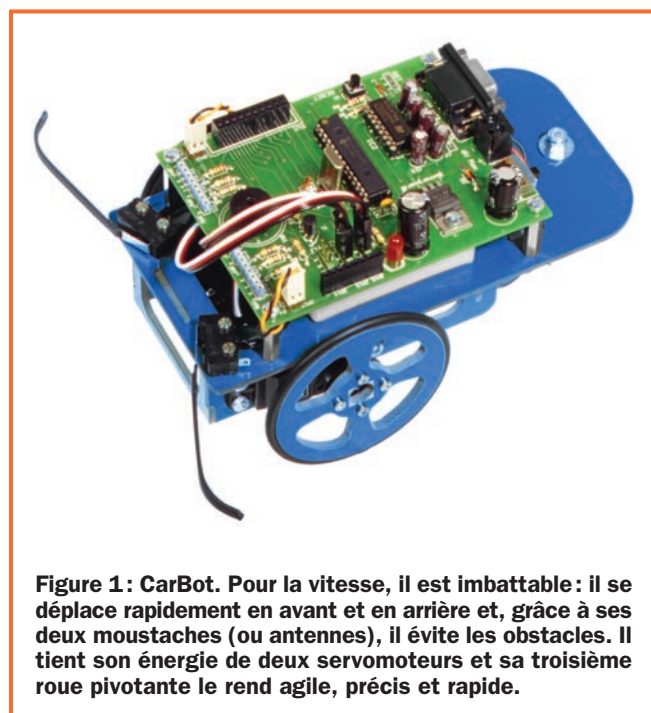 Figure 1: CarBot. Pour la vitesse, il est imbattable: il se
déplace rapidement en avant et en arrière et, grâce à ses
deux moustaches (ou antennes), il évite les obstacles. Il
tient son énergie de deux servomoteurs et sa troisième
roue pivotante le rend agile, précis et rapide.